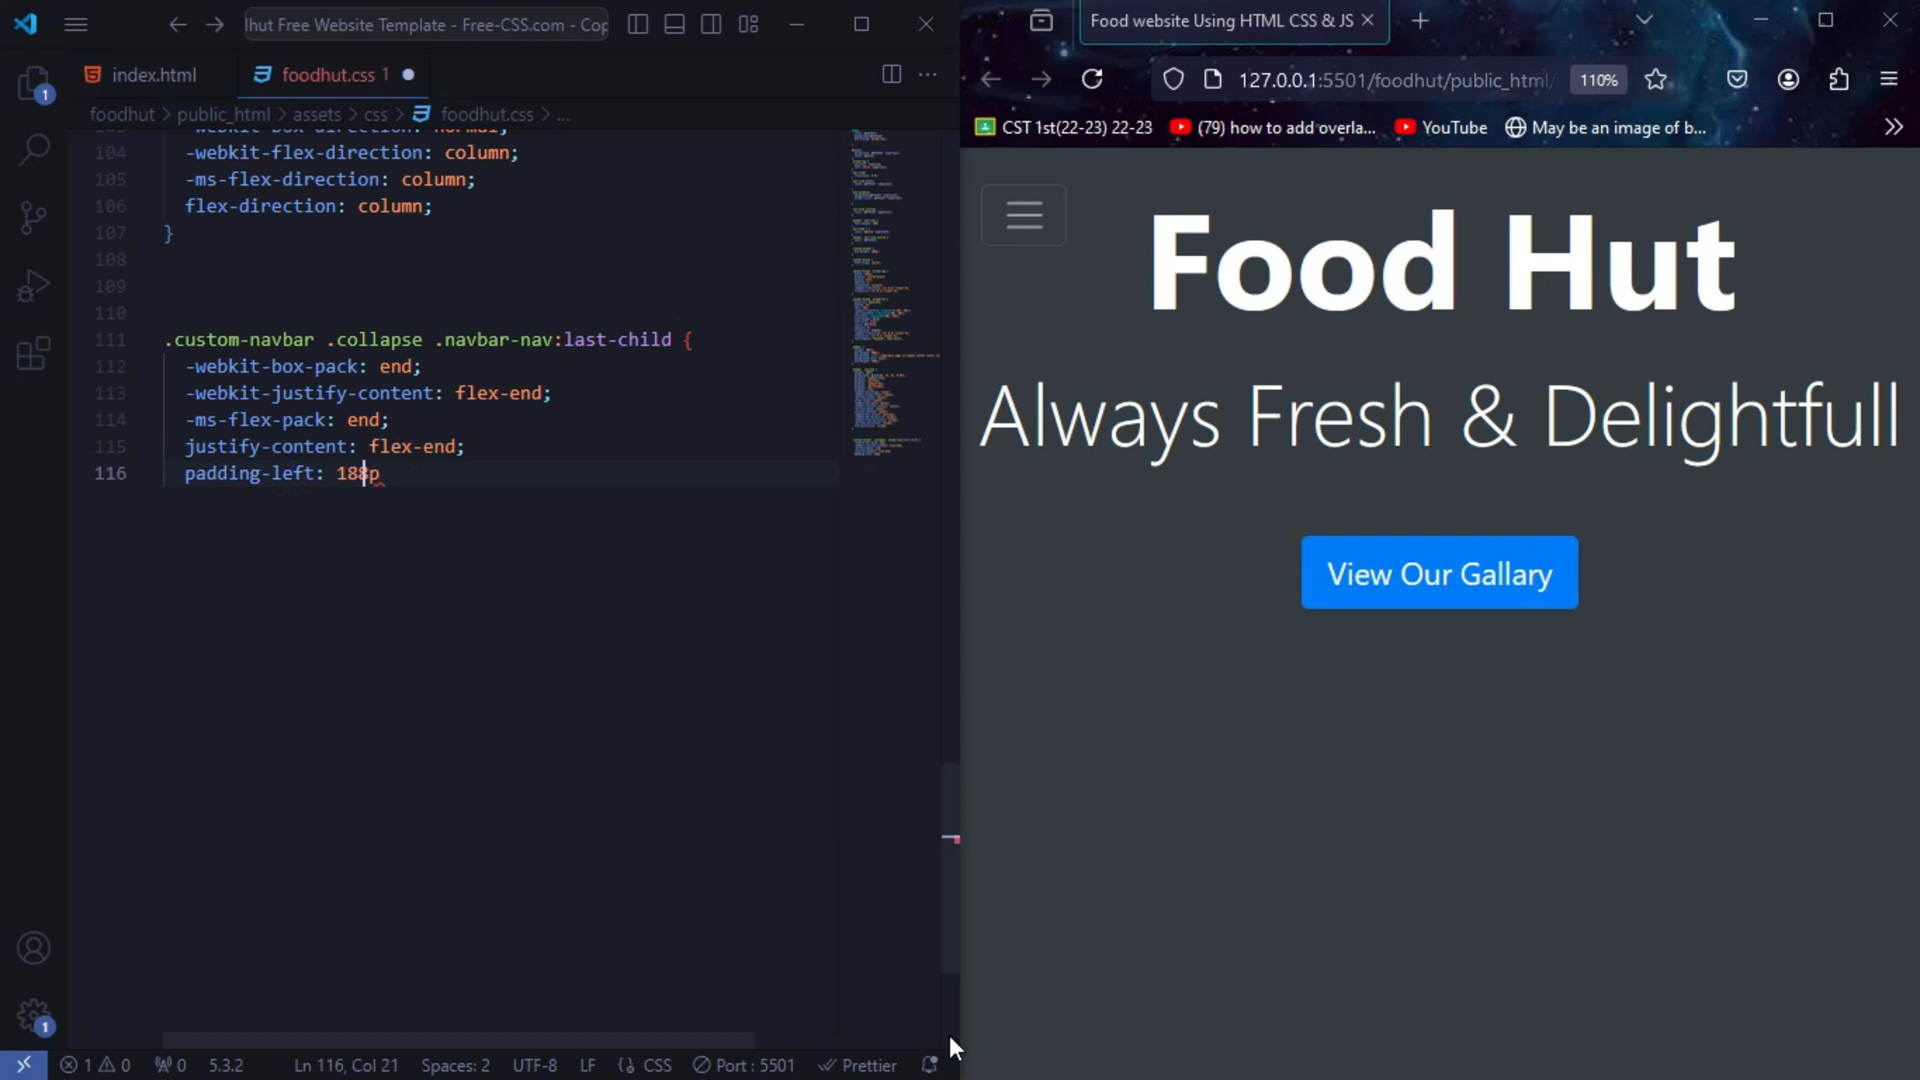 lhut Free Website Template - Free-CSS.com - Cop
index.html
foodhut.css 1
foodhut > public_html > assets > css > foodhut.css > ...
-webkit-box-direction: normal;
104 -webkit-flex-direction: column;
105 -ms-flex-direction: column;
106 flex-direction: column;
107 }
108
109
110
111 .custom-navbar .collapse .navbar-nav:last-child {
112 -webkit-box-pack: end;
113 -webkit-justify-content: flex-end;
114 -ms-flex-pack: end;
115 justify-content: flex-end;
116 padding-left: 188p
1
1
1 0
0
5.3.2
Ln 116, Col 21
Spaces: 2
UTF-8
LF
{} CSS
Port : 5501
Prettier
Food website Using HTML CSS & JS
127.0.0.1:5501/foodhut/public_html/
110%
CST 1st(22-23) 22-23
(79) how to add overla...
YouTube
May be an image of b...
Food Hut
Always Fresh & Delightfull
View Our Gallary